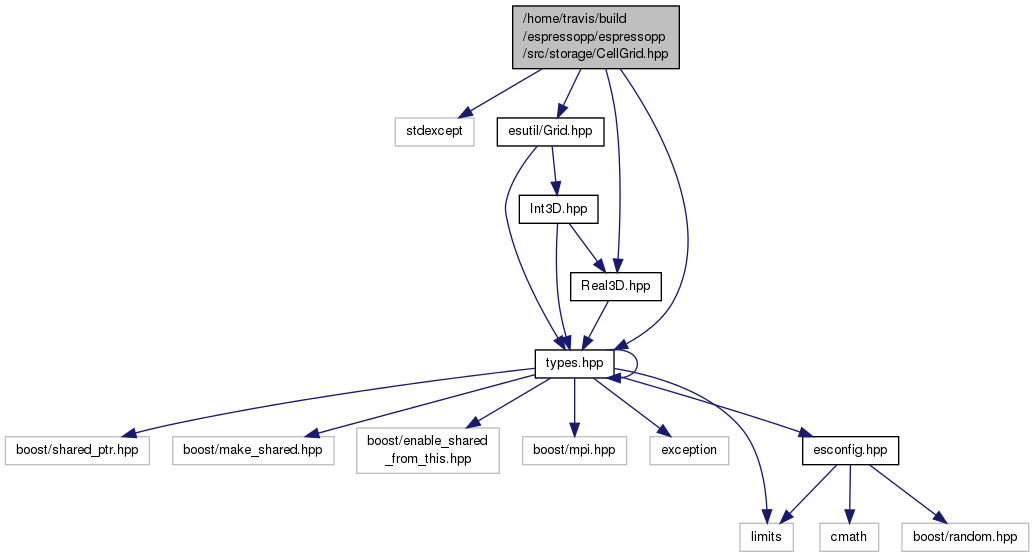 /home/travis/build
/espressopp/espressopp
/src/storage/CellGrid.hpp
stdexcept
esutil/Grid.hpp
Int3D.hpp
Real3D.hpp
types.hpp
boost/shared_ptr.hpp
boost/make_shared.hpp
boost/enable_shared
_from_this.hpp
boost/mpi.hpp
exception
esconfig.hpp
limits
cmath
boost/random.hpp